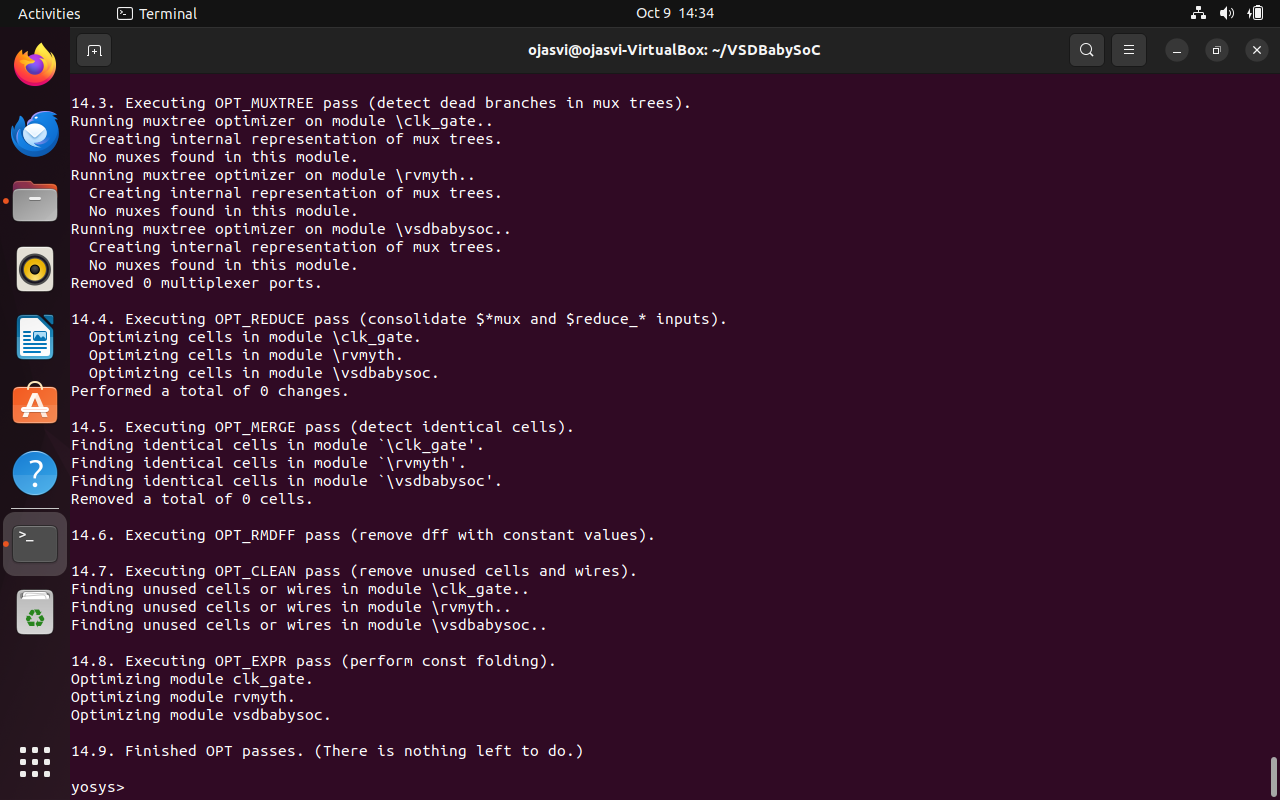 Activities
Terminal
Oct 9 14:34
ojasvi@ojasvi-VirtualBox: ~/VSDBabySoC
14.3. Executing OPT_MUXTREE pass (detect dead branches in mux trees).
Running muxtree optimizer on module \clk_gate..
  Creating internal representation of mux trees.
  No muxes found in this module.
Running muxtree optimizer on module \rvmyth..
  Creating internal representation of mux trees.
  No muxes found in this module.
Running muxtree optimizer on module \vsdbabysoc..
  Creating internal representation of mux trees.
  No muxes found in this module.
Removed 0 multiplexer ports.
14.4. Executing OPT_REDUCE pass (consolidate $*mux and $reduce_* inputs).
  Optimizing cells in module \clk_gate.
  Optimizing cells in module \rvmyth.
  Optimizing cells in module \vsdbabysoc.
Performed a total of 0 changes.
14.5. Executing OPT_MERGE pass (detect identical cells).
Finding identical cells in module `\clk_gate'.
Finding identical cells in module `\rvmyth'.
Finding identical cells in module `\vsdbabysoc'.
Removed a total of 0 cells.
14.6. Executing OPT_RMDFF pass (remove dff with constant values).
14.7. Executing OPT_CLEAN pass (remove unused cells and wires).
Finding unused cells or wires in module \clk_gate..
Finding unused cells or wires in module \rvmyth..
Finding unused cells or wires in module \vsdbabysoc..
14.8. Executing OPT_EXPR pass (perform const folding).
Optimizing module clk_gate.
Optimizing module rvmyth.
Optimizing module vsdbabysoc.
14.9. Finished OPT passes. (There is nothing left to do.)
yosys>